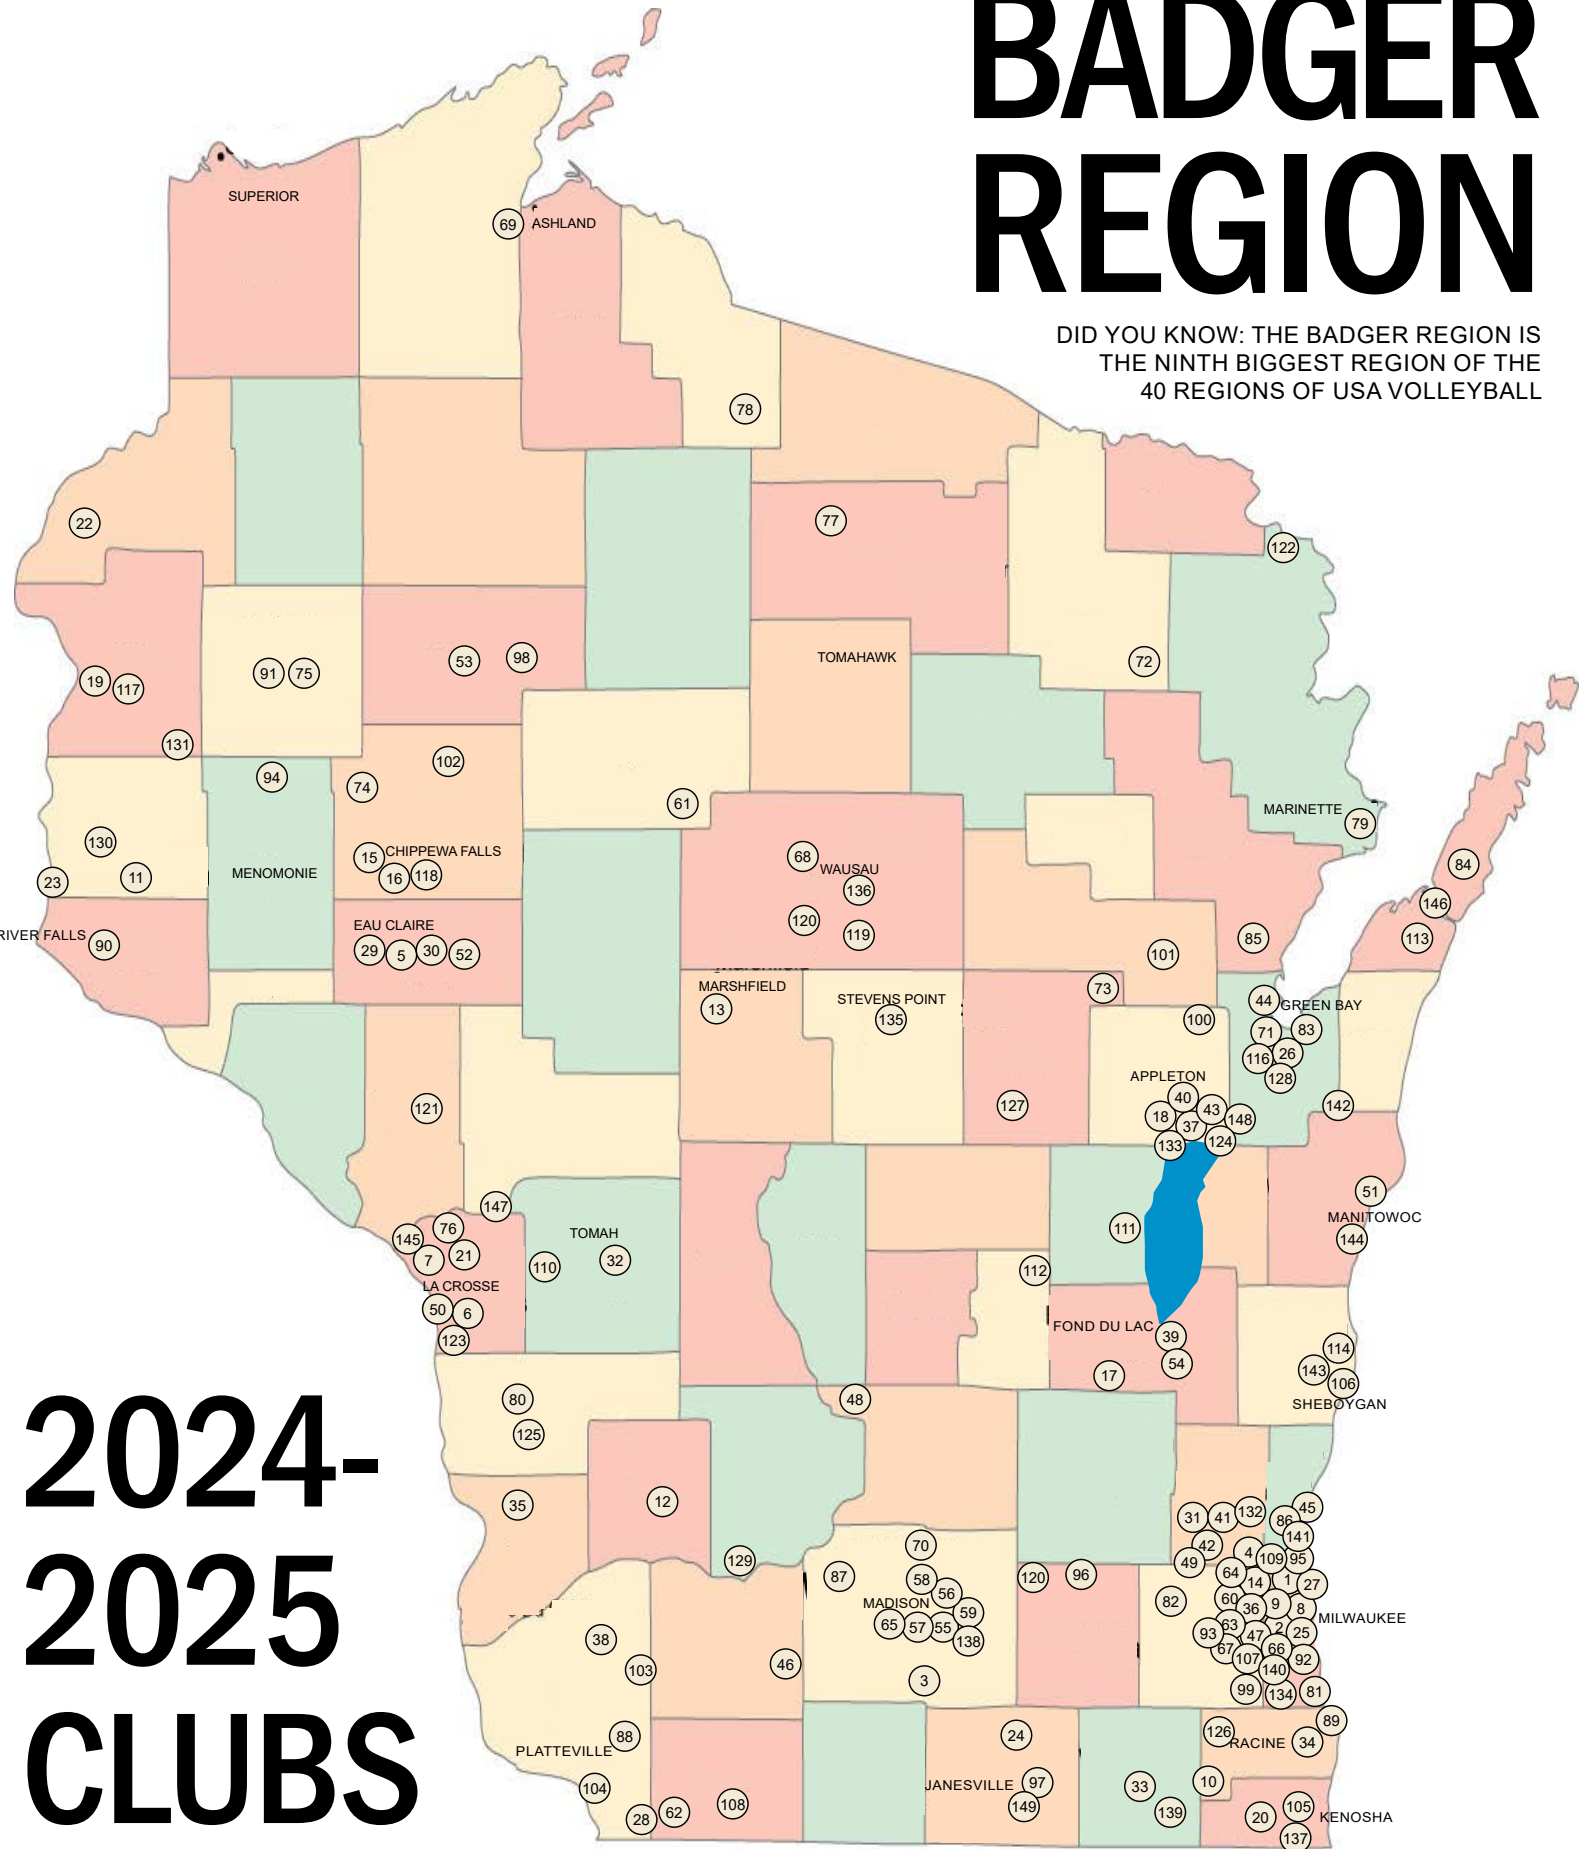 BADGER
REGION
DID YOU KNOW: THE BADGER REGION IS
THE NINTH BIGGEST REGION OF THE
40 REGIONS OF USA VOLLEYBALL
SUPERIOR
69 ASHLAND
78
22
77
122
TOMAHAWK
53 98
72
91 75
19 117
131
102
94
74
61
MARINETTE
79
130
15 CHIPPEWA FALLS
68
WAUSAU
84
MENOMONIE
16 118
23 11
136
146
120
119
EAU CLAIRE
RIVER FALLS 90
29 5 30 52
85
113
101
MARSHFIELD
13
STEVENS POINT
135
73
44 GREEN BAY
100
71 83
116 26
128
APPLETON
40
18 43 148
37
133 124
121
127
142
51
MANITOWOC
144
147
145 76
7 21
TOMAH
110 32
111
LA CROSSE
50 6
123
112
FOND DU LAC
39
54
17
114
143
106
SHEBOYGAN
2024-
2025
CLUBS
80
125
48
35
12
129
31 41 132 45
86
141
42
49
4 109 95
64 14 1 27
60 36 9 8
MILWAUKEE
63 2 25
93 47
67 66
107 92
140
99 134 81
70
87
58
56
MADISON
59
65 57 55
138
3
120 96
82
38
103
46
88
PLATTEVILLE
104
28 62 108
24
JANESVILLE 97
149
33
139
126 89
RACINE 34
10
20 105
KENOSHA
137